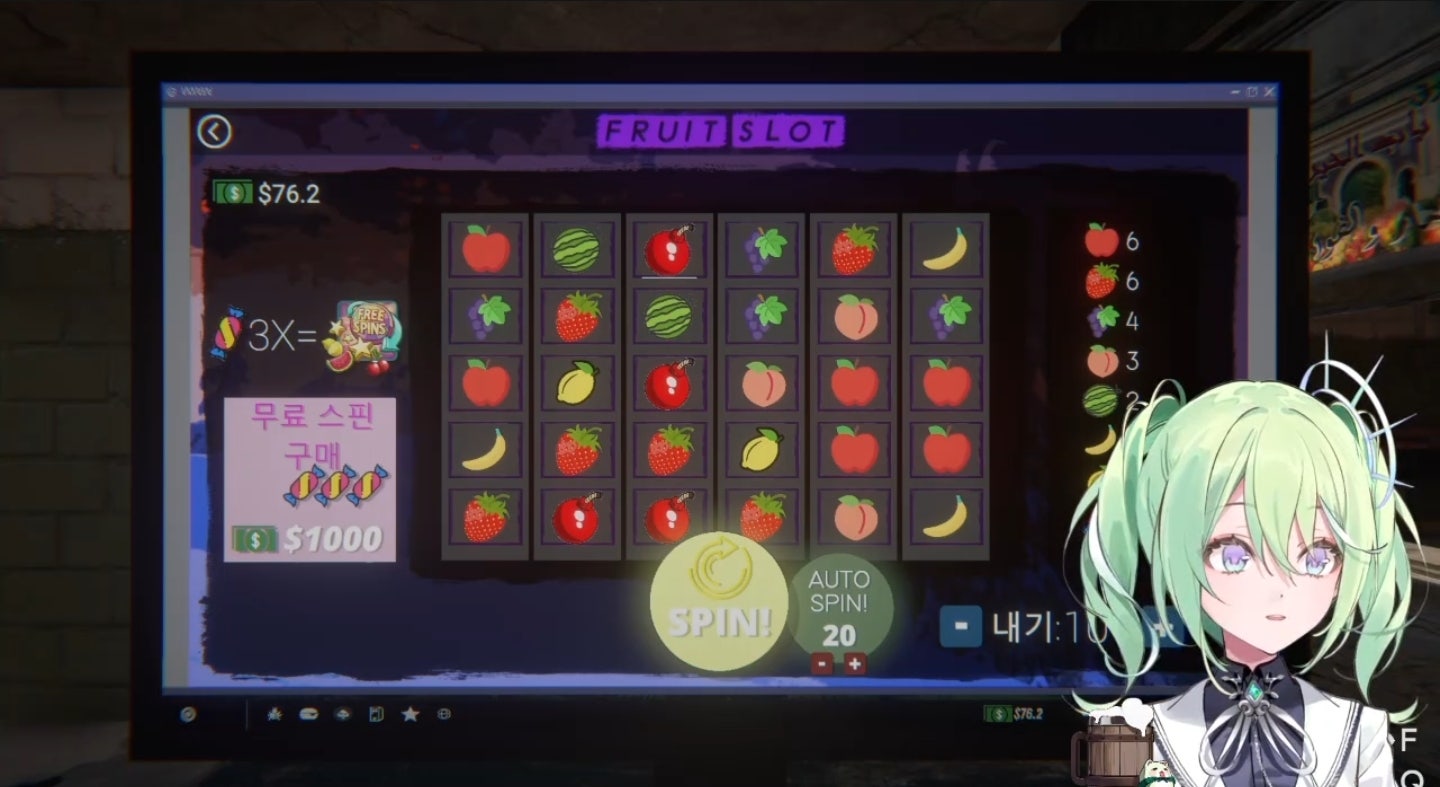 FRUIT SLOT
$76.2
6
6
4
3
2
3X=
FREE
SPINS
무료 스핀
구매
$1000
SPIN!
AUTO
SPIN!
20
- +
- 내기:10
$76.2
F
Q